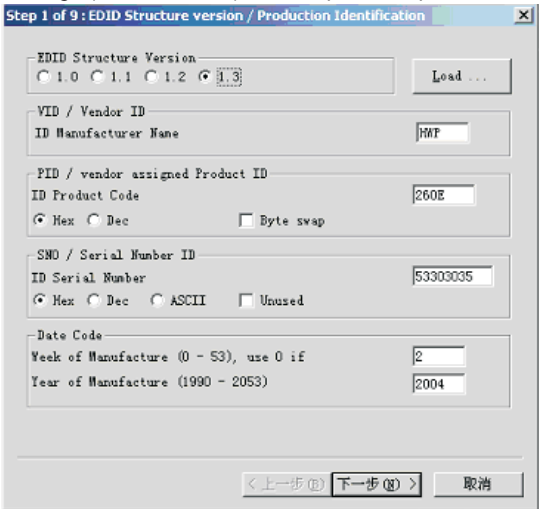 Step 1 of 9 : EDID Structure version / Production Identification
EDID Structure Version
1.0 1.1 1.2 1.3
Load ...
VID / Vendor ID
ID Manufacturer Name HWP
PID / vendor assigned Product ID
ID Product Code 260E
Hex Dec Byte swap
SNO / Serial Number ID
ID Serial Number 53303035
Hex Dec ASCII Unused
Date Code
Week of Manufacture (0 - 53), use 0 if 2
Year of Manufacture (1990 - 2053) 2004
< 上一步(B) 下一步(N) > 取消